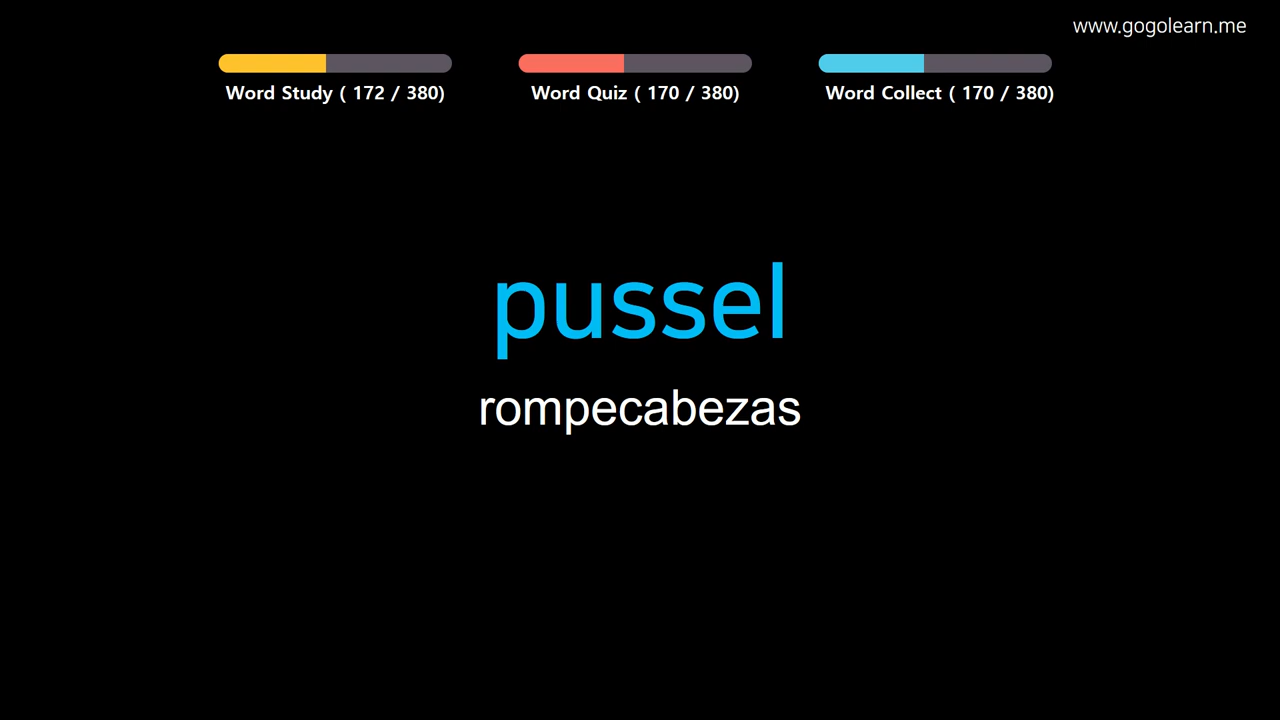 www.gogolearn.me
Word Study ( 172 / 380)
Word Quiz ( 170 / 380)
Word Collect ( 170 / 380)
pussel
rompecabezas